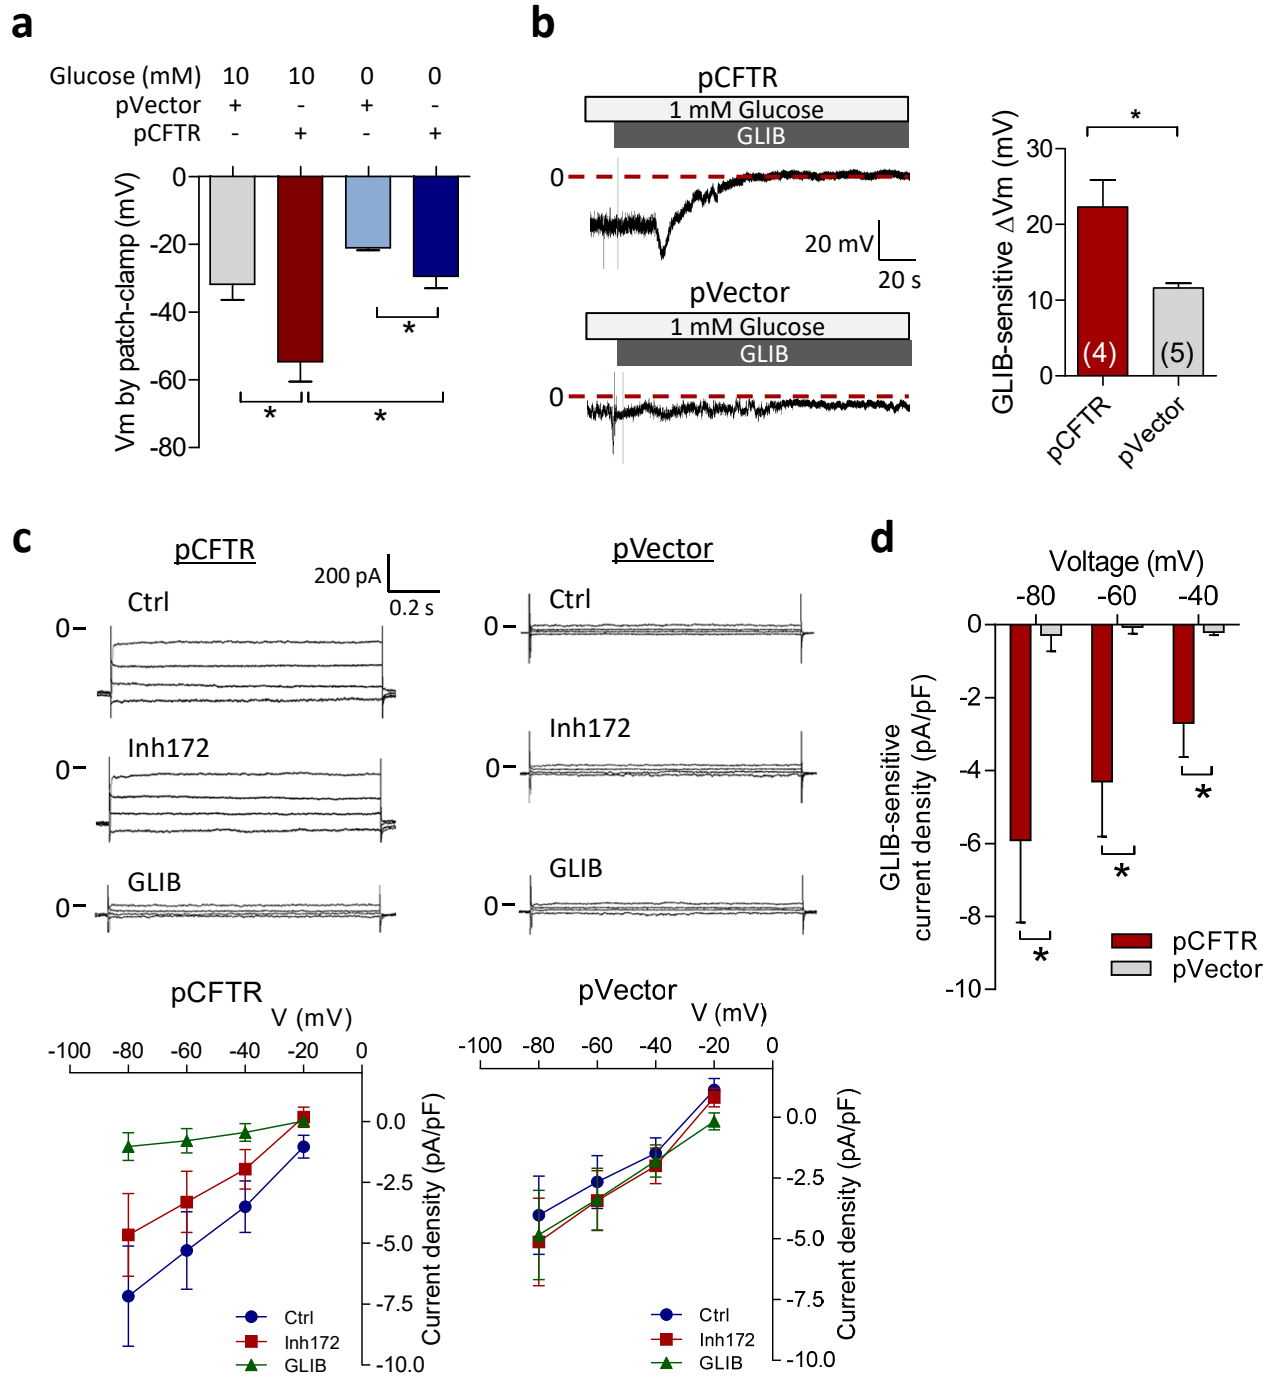 a
Glucose (mM) 10 10 0 0
pVector + - + -
pCFTR - + - +
Vm by patch-clamp (mV)
0
-20
-40
-60
-80
*
*
*
b
pCFTR
1 mM Glucose
GLIB
0
20 mV
20 s
pVector
1 mM Glucose
GLIB
0
GLIB-sensitive ΔVm (mV)
30
20
10
0
*
(4)
(5)
pCFTR
pVector
c
pCFTR
200 pA
0.2 s
Ctrl
0
Inh172
0
GLIB
0
pVector
Ctrl
0
Inh172
0
GLIB
0
pCFTR
V (mV)
-100 -80 -60 -40 -20 0
0.0
-2.5
-5.0
-7.5
-10.0
Current density (pA/pF)
Ctrl
Inh172
GLIB
pVector
V (mV)
-100 -80 -60 -40 -20 0
0.0
-2.5
-5.0
-7.5
-10.0
Current density (pA/pF)
Ctrl
Inh172
GLIB
d
Voltage (mV)
-80 -60 -40
GLIB-sensitive
current density (pA/pF)
0
-2
-4
-6
-8
-10
*
*
*
pCFTR
pVector